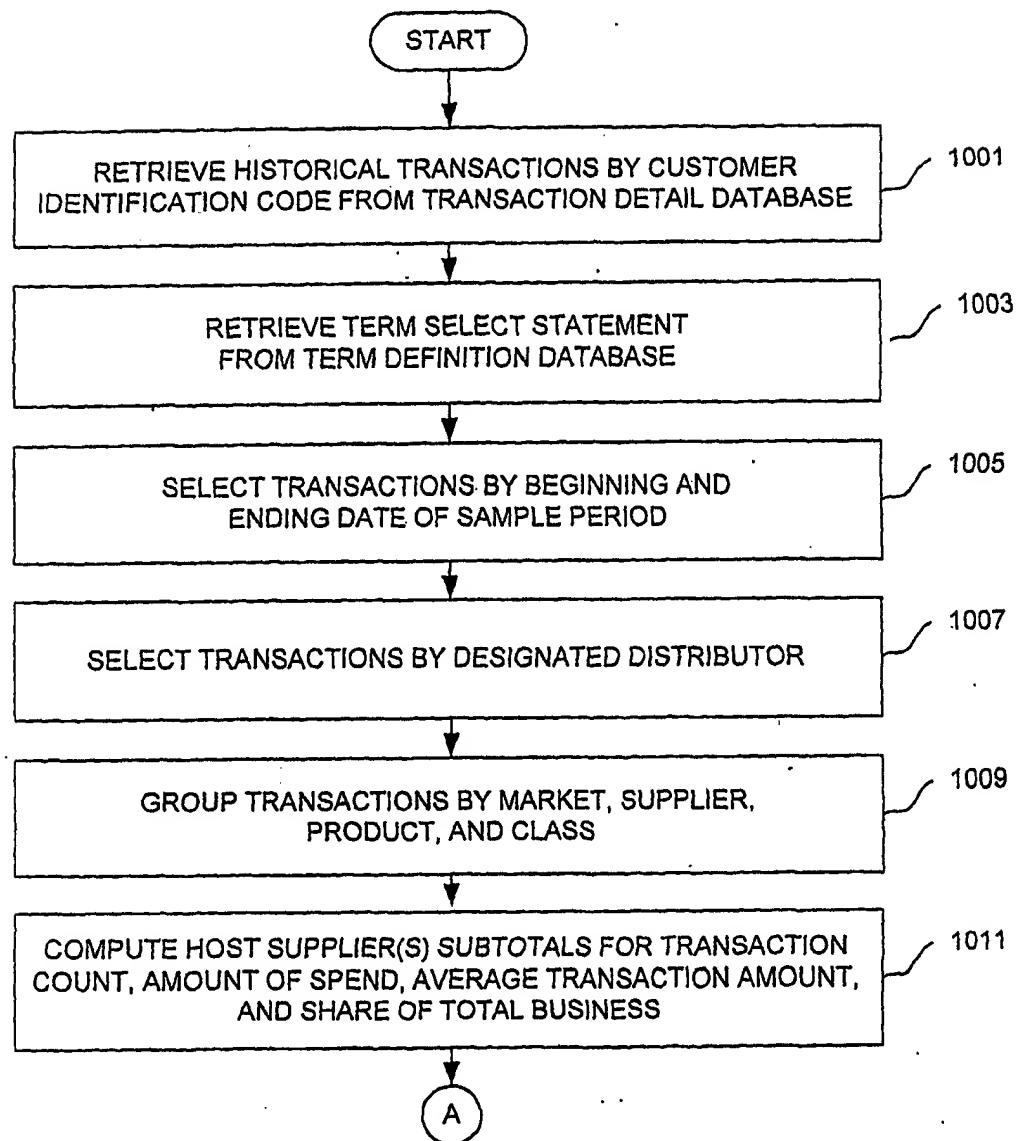 START
RETRIEVE HISTORICAL TRANSACTIONS BY CUSTOMER
IDENTIFICATION CODE FROM TRANSACTION DETAIL DATABASE
1001
RETRIEVE TERM SELECT STATEMENT
FROM TERM DEFINITION DATABASE
1003
SELECT TRANSACTIONS BY BEGINNING AND
ENDING DATE OF SAMPLE PERIOD
1005
SELECT TRANSACTIONS BY DESIGNATED DISTRIBUTOR
1007
GROUP TRANSACTIONS BY MARKET, SUPPLIER,
PRODUCT, AND CLASS
1009
COMPUTE HOST SUPPLIER(S) SUBTOTALS FOR TRANSACTION
COUNT, AMOUNT OF SPEND, AVERAGE TRANSACTION AMOUNT,
AND SHARE OF TOTAL BUSINESS
1011
A